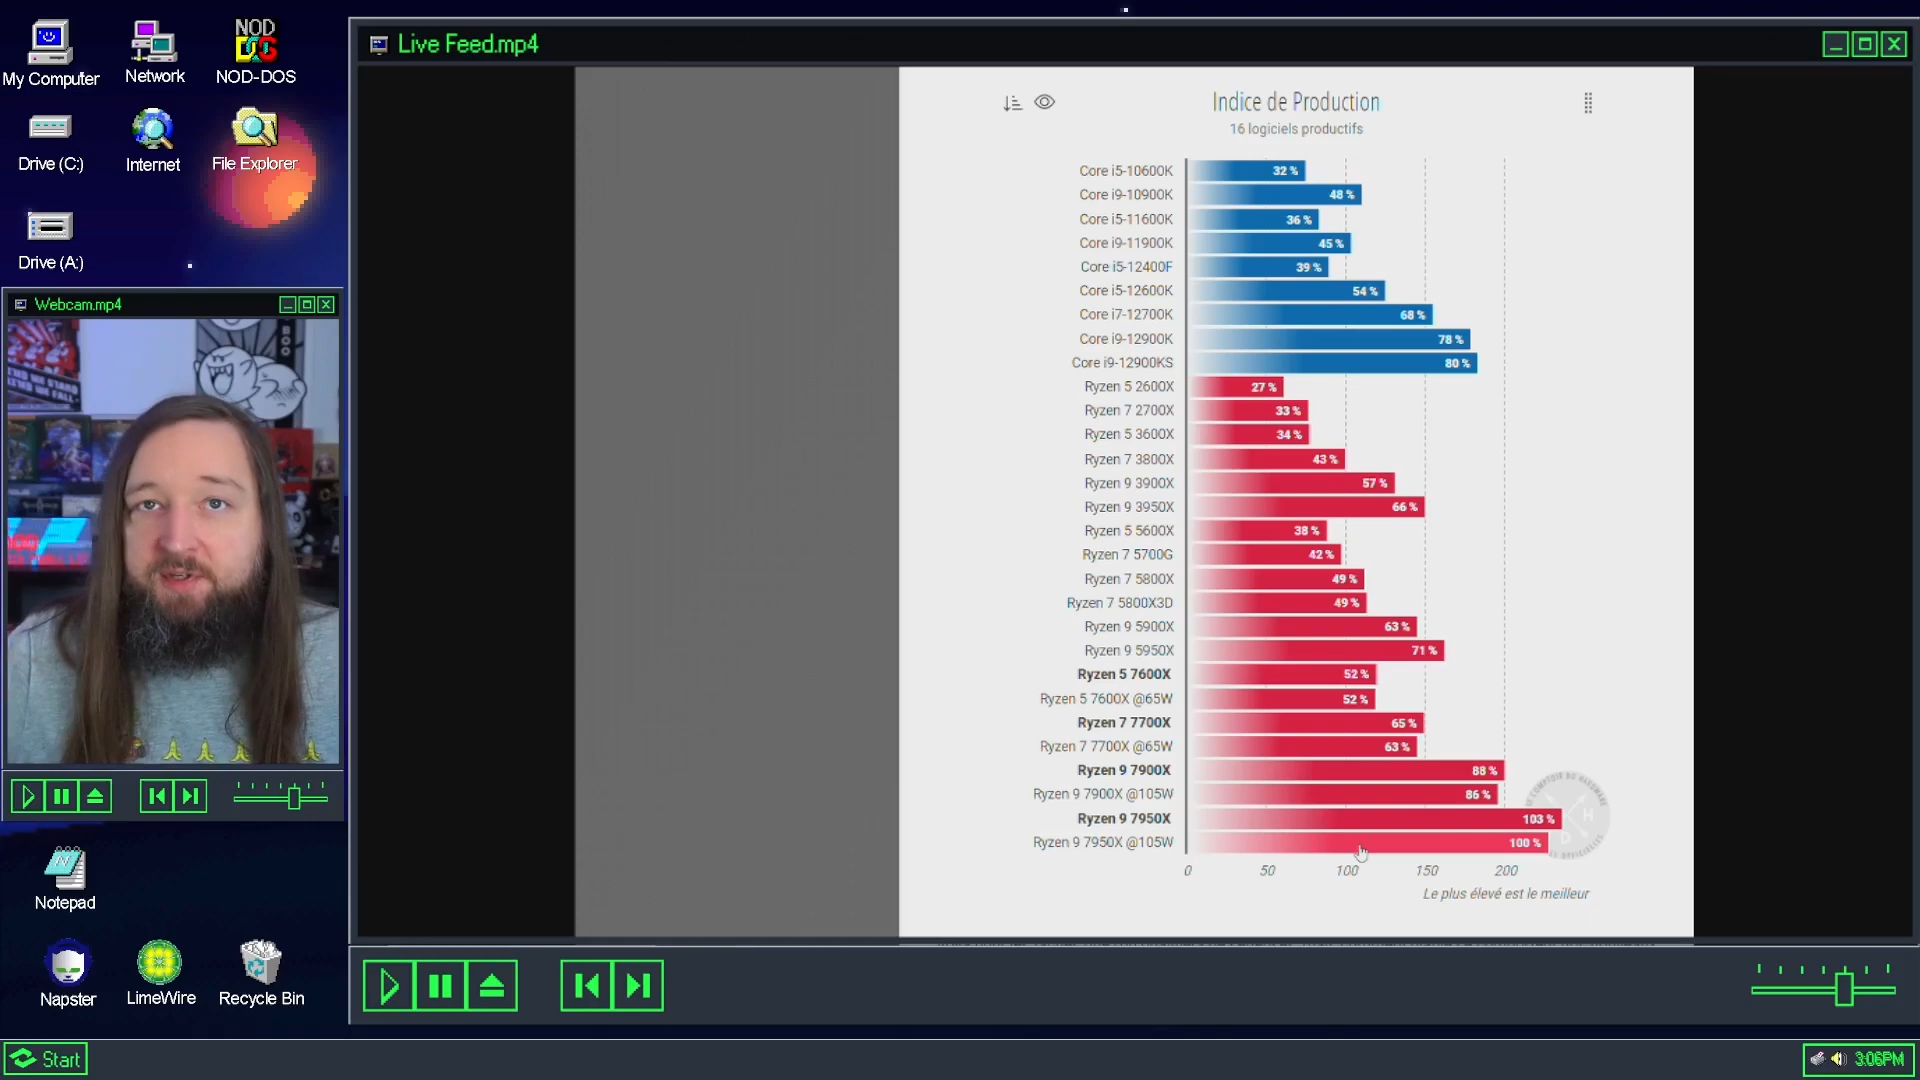 My Computer
Network
NOD
NOD-DOS
Drive (C:)
Internet
File Explorer
Drive (A:)
Webcam.mp4
BOO
Notepad
Napster
LimeWire
Recycle Bin
Start
Live Feed.mp4
Indice de Production
16 logiciels productifs
Core i5-10600K 32 %
Core i9-10900K 48 %
Core i5-11600K 36 %
Core i9-11900K 45 %
Core i5-12400F 39 %
Core i5-12600K 54 %
Core i7-12700K 68 %
Core i9-12900K 78 %
Core i9-12900KS 80 %
Ryzen 5 2600X 27 %
Ryzen 7 2700X 33 %
Ryzen 5 3600X 34 %
Ryzen 7 3800X 43 %
Ryzen 9 3900X 57 %
Ryzen 9 3950X 66 %
Ryzen 5 5600X 38 %
Ryzen 7 5700G 42 %
Ryzen 7 5800X 49 %
Ryzen 7 5800X3D 49 %
Ryzen 9 5900X 63 %
Ryzen 9 5950X 71 %
Ryzen 5 7600X 52 %
Ryzen 5 7600X @65W 52 %
Ryzen 7 7700X 65 %
Ryzen 7 7700X @65W 63 %
Ryzen 9 7900X 88 %
Ryzen 9 7900X @105W 86 %
Ryzen 9 7950X 103 %
Ryzen 9 7950X @105W 100 %
0 50 100 150 200
Le plus élevé est le meilleur
3:06PM